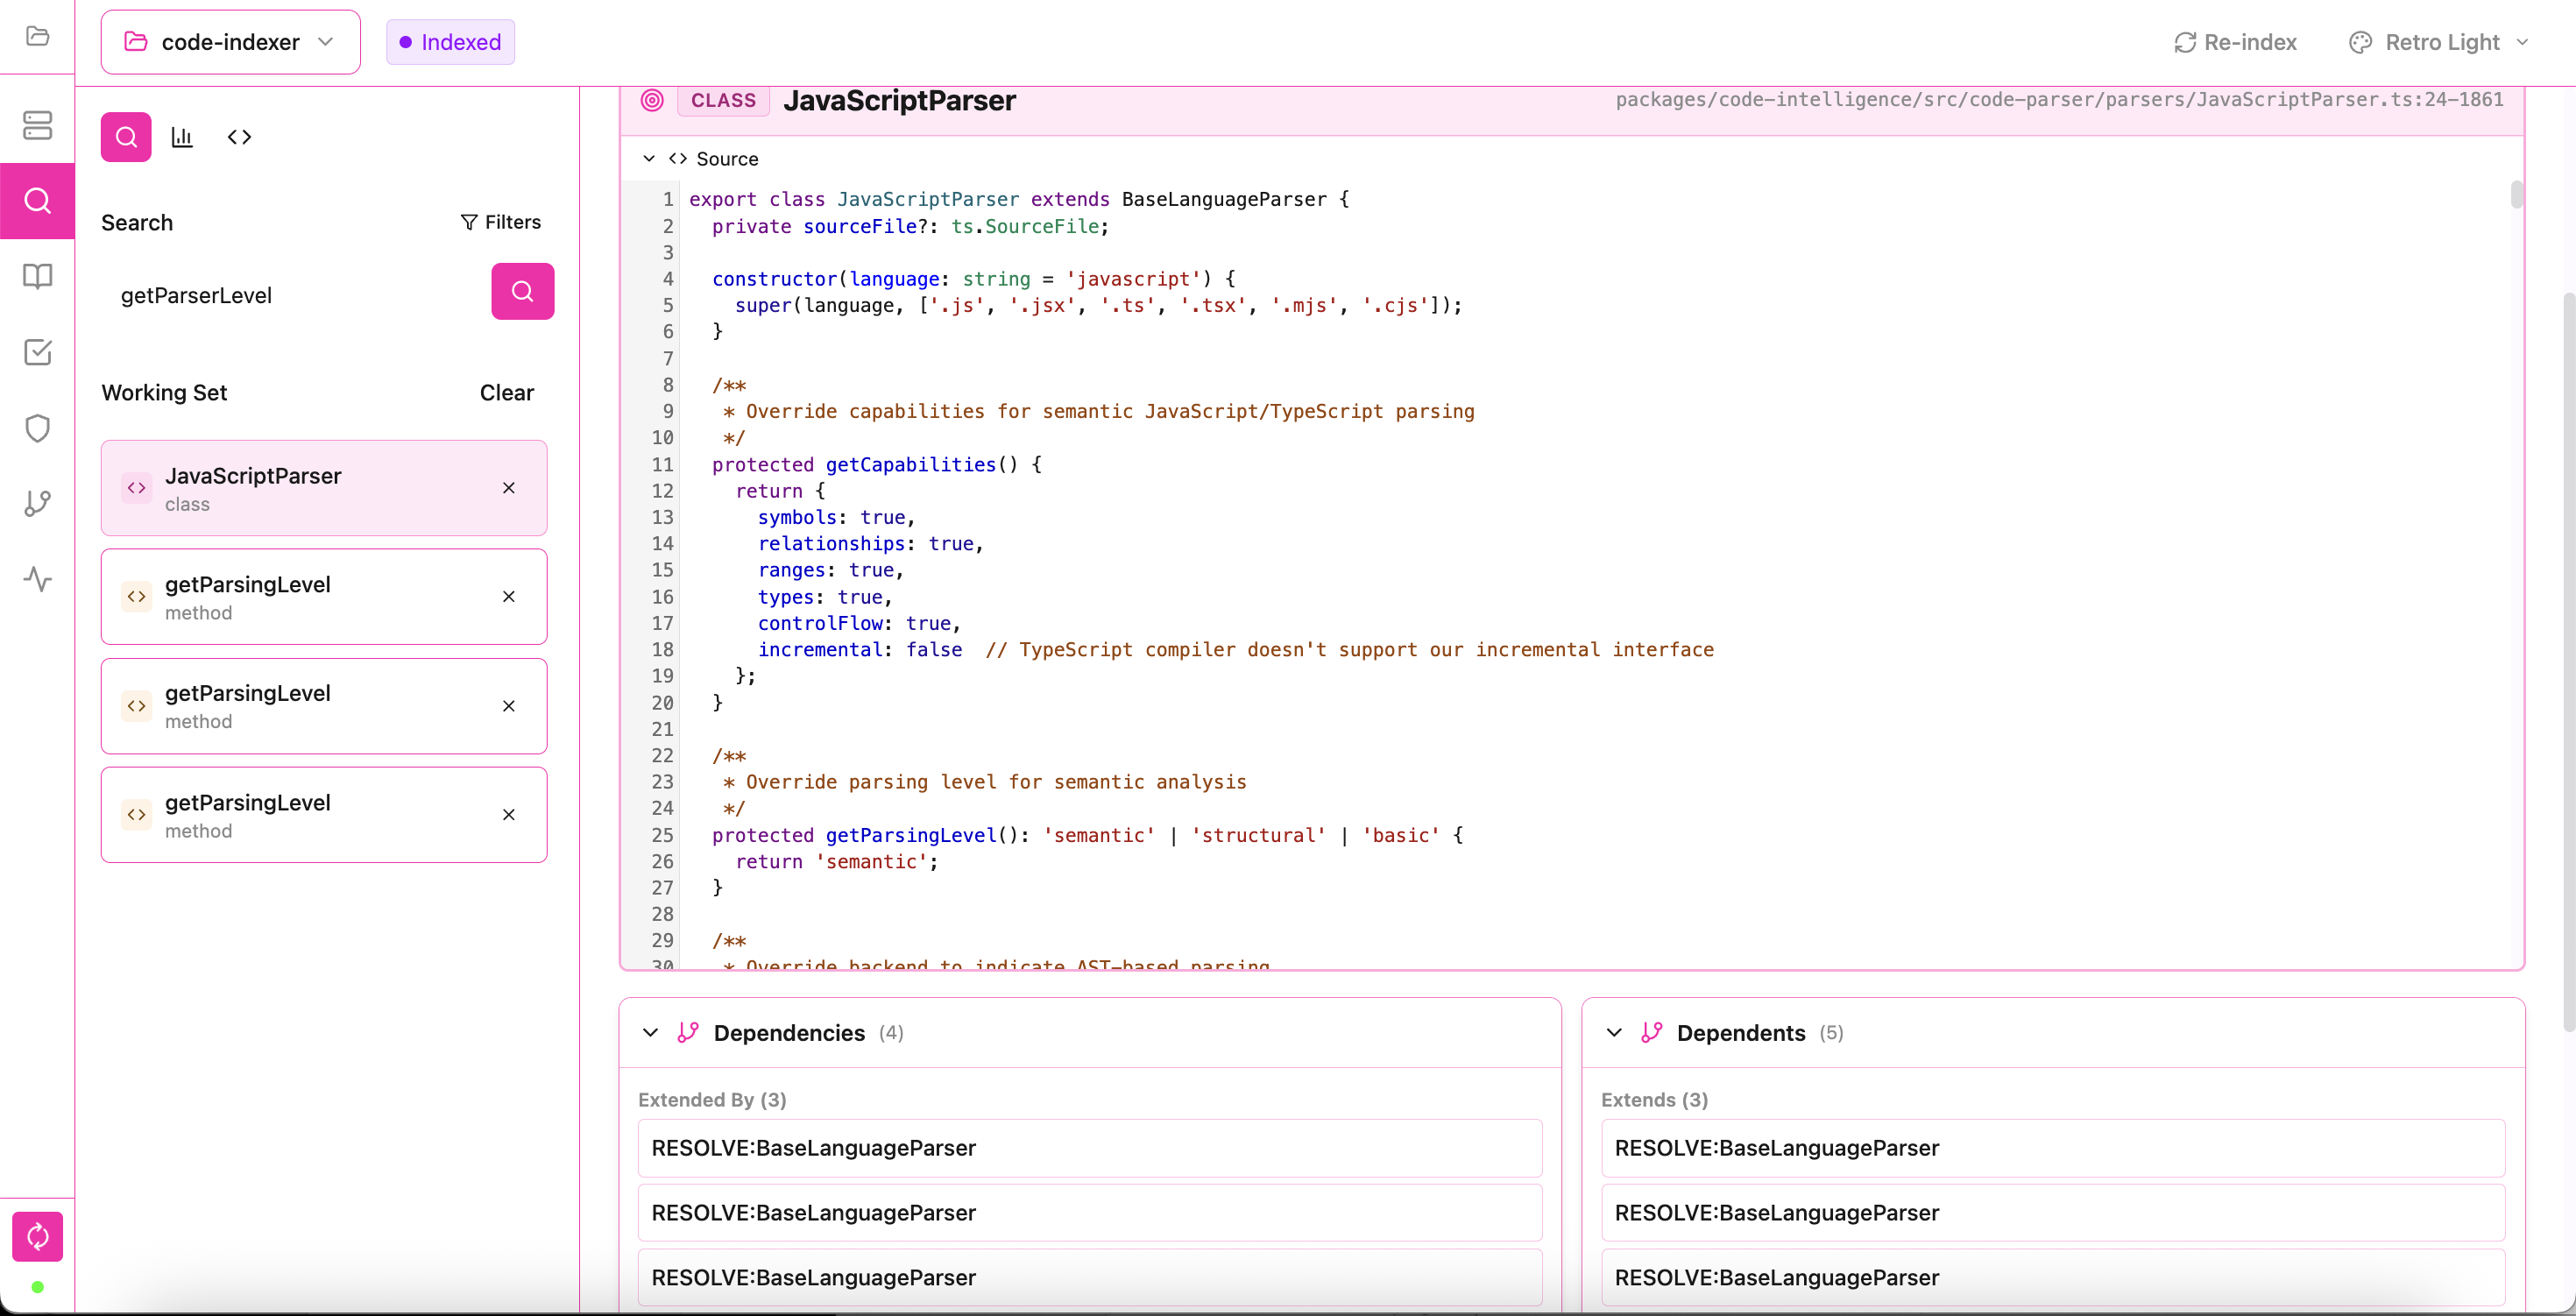 code-indexer
Indexed
Re-index
Retro Light
Search
Filters
getParserLevel
Working Set
Clear
JavaScriptParser
class
getParsingLevel
method
getParsingLevel
method
getParsingLevel
method
CLASS JavaScriptParser
packages/code-intelligence/src/code-parser/parsers/JavaScriptParser.ts:24-1861
<> Source
1 export class JavaScriptParser extends BaseLanguageParser {
2   private sourceFile?: ts.SourceFile;
3
4   constructor(language: string = 'javascript') {
5     super(language, ['.js', '.jsx', '.ts', '.tsx', '.mjs', '.cjs']);
6   }
7
8   /**
9    * Override capabilities for semantic JavaScript/TypeScript parsing
10    */
11   protected getCapabilities() {
12     return {
13       symbols: true,
14       relationships: true,
15       ranges: true,
16       types: true,
17       controlFlow: true,
18       incremental: false  // TypeScript compiler doesn't support our incremental interface
19     };
20   }
21
22   /**
23    * Override parsing level for semantic analysis
24    */
25   protected getParsingLevel(): 'semantic' | 'structural' | 'basic' {
26     return 'semantic';
27   }
28
29   /**
30    * Override backend to indicate AST-based parsing
Dependencies (4)
Extended By (3)
RESOLVE:BaseLanguageParser
RESOLVE:BaseLanguageParser
RESOLVE:BaseLanguageParser
Dependents (5)
Extends (3)
RESOLVE:BaseLanguageParser
RESOLVE:BaseLanguageParser
RESOLVE:BaseLanguageParser